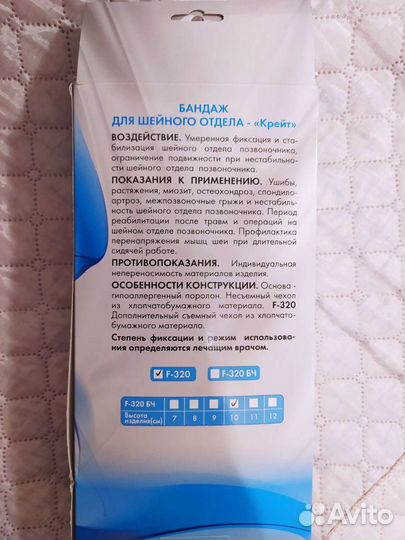 БАНДАЖ
ДЛЯ ШЕЙНОГО ОТДЕЛА - «Крейт»
ВОЗДЕЙСТВИЕ. Умеренная фиксация и ста-
билизация шейного отдела позвоночника,
ограничение подвижности при нестабильно-
сти шейного отдела позвоночника.
ПОКАЗАНИЯ К ПРИМЕНЕНИЮ. Ушибы,
растяжения, миозит, остеохондроз, спондило-
артроз, межпозвоночные грыжи и нестабиль-
ность шейного отдела позвоночника. Период
реабилитации после травм и операций на
шейном отделе позвоночника. Профилактика
перенапряжения мышц шеи при длительной
сидячей работе.
ПРОТИВОПОКАЗАНИЯ. Индивидуальная
непереносимость материалов изделия.
ОСОБЕННОСТИ КОНСТРУКЦИИ. Основа -
гипоаллергенный поролон. Несъемный чехол
из хлопчатобумажного материала. F-320
Дополнительный съемный чехол из хлопчато-
бумажного материала.
Степень фиксации и режим использова-
ния определяются лечащим врачом.
F-320 F-320 БЧ
F-320 БЧ
Высота 7 8 9 10 11 12
изделия(см)
Avito